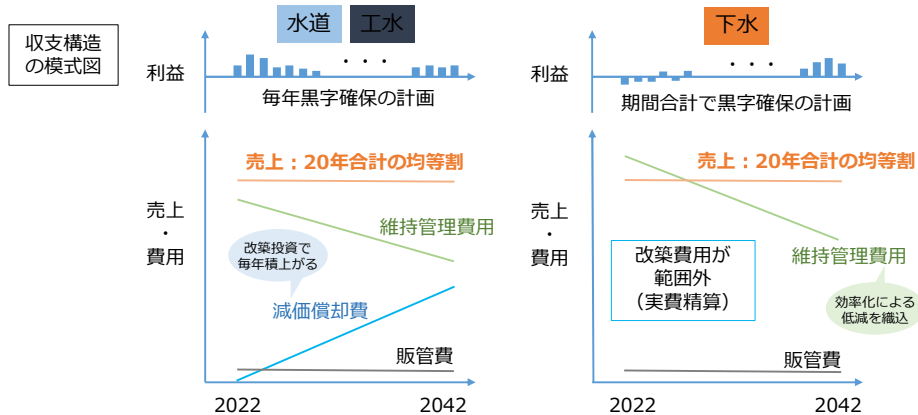 収支構造
の模式図
水道
工水
利益
・・・
毎年黒字確保の計画
売上：20年合計の均等割
売上
・
費用
維持管理費用
改築投資で
毎年積上がる
減価償却費
販管費
2022
2042
下水
利益
・・・
期間合計で黒字確保の計画
売上：20年合計の均等割
売上
・
費用
改築費用が
範囲外
（実費精算）
維持管理費用
効率化による
低減を織込
販管費
2022
2042